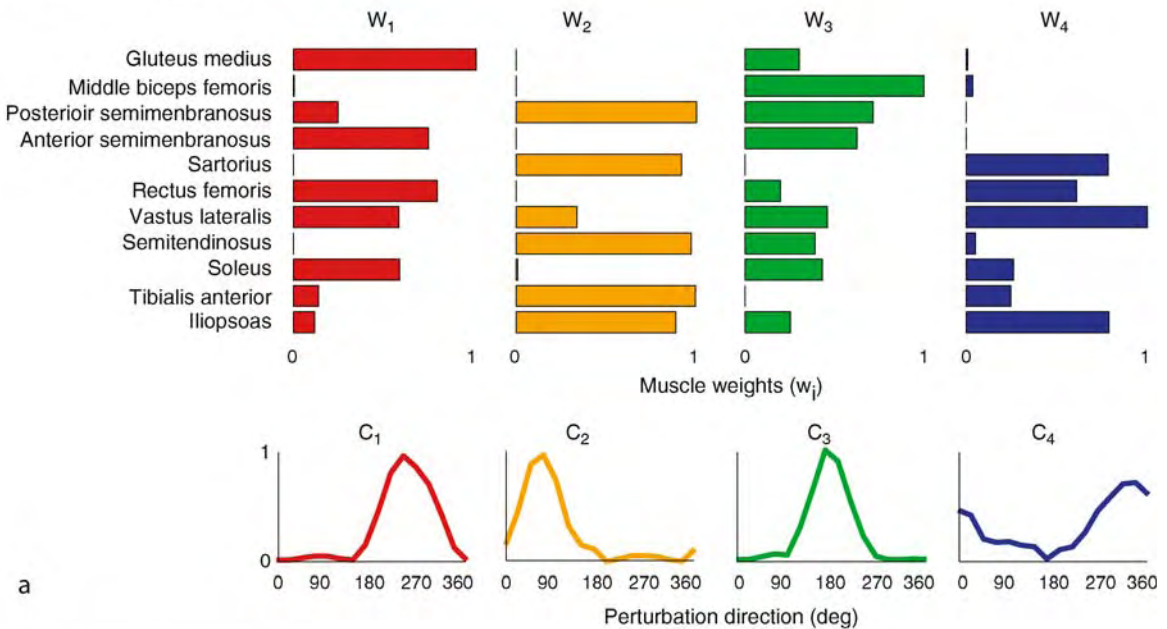 W1 W2 W3 W4
Gluteus medius
Middle biceps femoris
Posterioir semimenbranosus
Anterior semimenbranosus
Sartorius
Rectus femoris
Vastus lateralis
Semitendinosus
Soleus
Tibialis anterior
Iliopsoas
0 1 0 1 0 1 0 1
Muscle weights (wi)
C1 C2 C3 C4
1
0
0 90 180 270 360 0 90 180 270 360 0 90 180 270 360 0 90 180 270 360
a
Perturbation direction (deg)